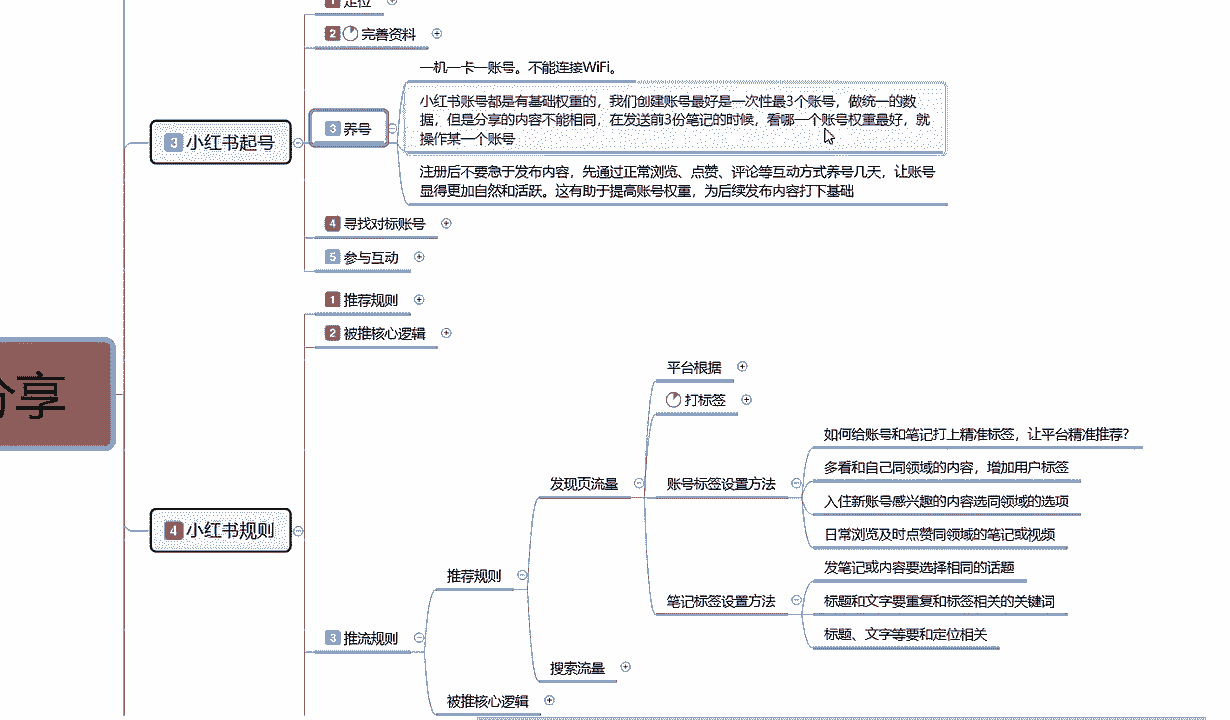 1 定位
2 完善资料
一机一卡一账号。不能连接WiFi。
小红书账号都是有基础权重的，我们创建账号最好是一次性最3个账号，做统一的数
据，但是分享的内容不能相同，在发送前3份笔记的时候，看哪一个账号权重最好，就
操作某一个账号
3 养号
3 小红书起号
注册后不要急于发布内容，先通过正常浏览、点赞、评论等互动方式养号几天，让账号
显得更加自然和活跃。这有助于提高账号权重，为后续发布内容打下基础
4 寻找对标账号
5 参与互动
1 推荐规则
2 被推核心逻辑
平台根据
分享
打标签
如何给账号和笔记打上精准标签，让平台精准推荐?
多看和自己同领域的内容，增加用户标签
发现页流量
账号标签设置方法
入住新账号感兴趣的内容选同领域的选项
4 小红书规则
日常浏览及时点赞同领域的笔记或视频
发笔记或内容要选择相同的话题
推荐规则
笔记标签设置方法
标题和文字要重复和标签相关的关键词
标题、文字等要和定位相关
3 推流规则
搜索流量
被推核心逻辑